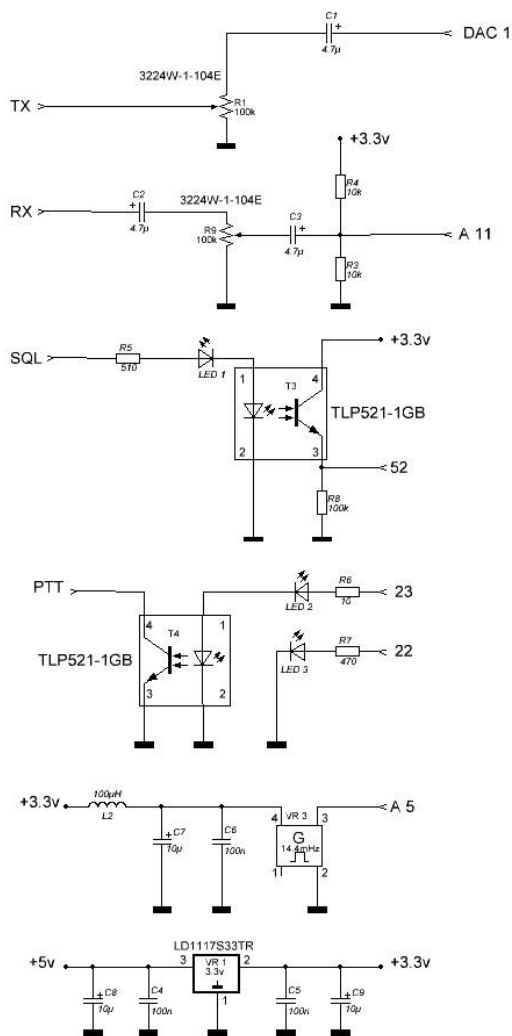 C1
DAC 1
+
4.7µ
3224W-1-104E
TX
R1
100k
+3.3v
C2
3224W-1-104E
R4
10k
RX
+
R9
100k
C3
+
A 11
4.7µ
4.7µ
R3
10k
SQL
R5
510
LED 1
+3.3v
1
4
T3
TLP521-1GB
2
3
52
R8
100k
PTT
R6
23
LED 2
10
4
1
T4
R7
22
TLP521-1GB
LED 3
470
3
2
100µH
+3.3v
L2
4
VR 3
3
A 5
+
C7
10µ
C6
100n
G
14.4mHz
1
2
LD1117S33TR
+5v
3
VR 1
3.3v
2
+3.3v
+
C8
10µ
C4
100n
1
C5
100n
+
C9
10µ